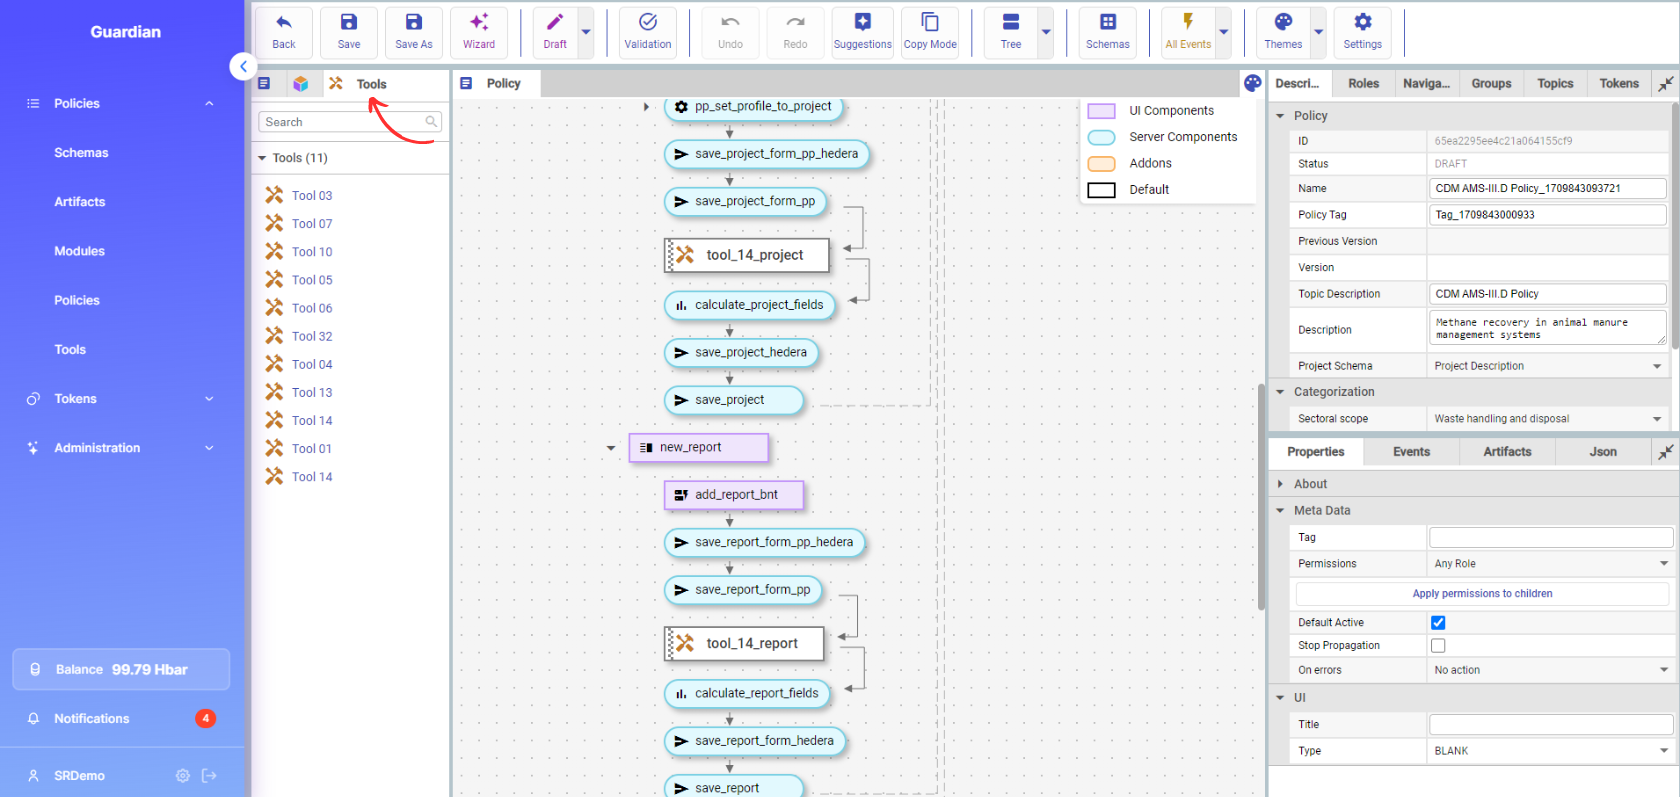 Guardian
Policies
Schemas
Artifacts
Modules
Policies
Tools
Tokens
Administration
Balance 99.79 Hbar
Notifications 4
SRDemo
Back
Save
Save As
Wizard
Draft
Validation
Undo
Redo
Suggestions
Copy Mode
Tree
Schemas
All Events
Themes
Settings
Tools
Search
Tools (11)
Tool 03
Tool 07
Tool 10
Tool 05
Tool 06
Tool 32
Tool 04
Tool 13
Tool 14
Tool 01
Tool 14
Policy
pp_set_profile_to_project
save_project_form_pp_hedera
save_project_form_pp
tool_14_project
calculate_project_fields
save_project_hedera
save_project
new_report
add_report_bnt
save_report_form_pp_hedera
save_report_form_pp
tool_14_report
calculate_report_fields
save_report_form_hedera
save_report
UI Components
Server Components
Addons
Default
Descri... Roles Naviga... Groups Topics Tokens
Policy
ID 65ea2295ee4c21a064155cf9
Status DRAFT
Name CDM AMS-III.D Policy_1709843093721
Policy Tag Tag_1709843000933
Previous Version
Version
Topic Description CDM AMS-III.D Policy
Description Methane recovery in animal manure
management systems
Project Schema Project Description
Categorization
Sectoral scope Waste handling and disposal
Properties Events Artifacts Json
About
Meta Data
Tag
Permissions Any Role
Apply permissions to children
Default Active
Stop Propagation
On errors No action
UI
Title
Type BLANK